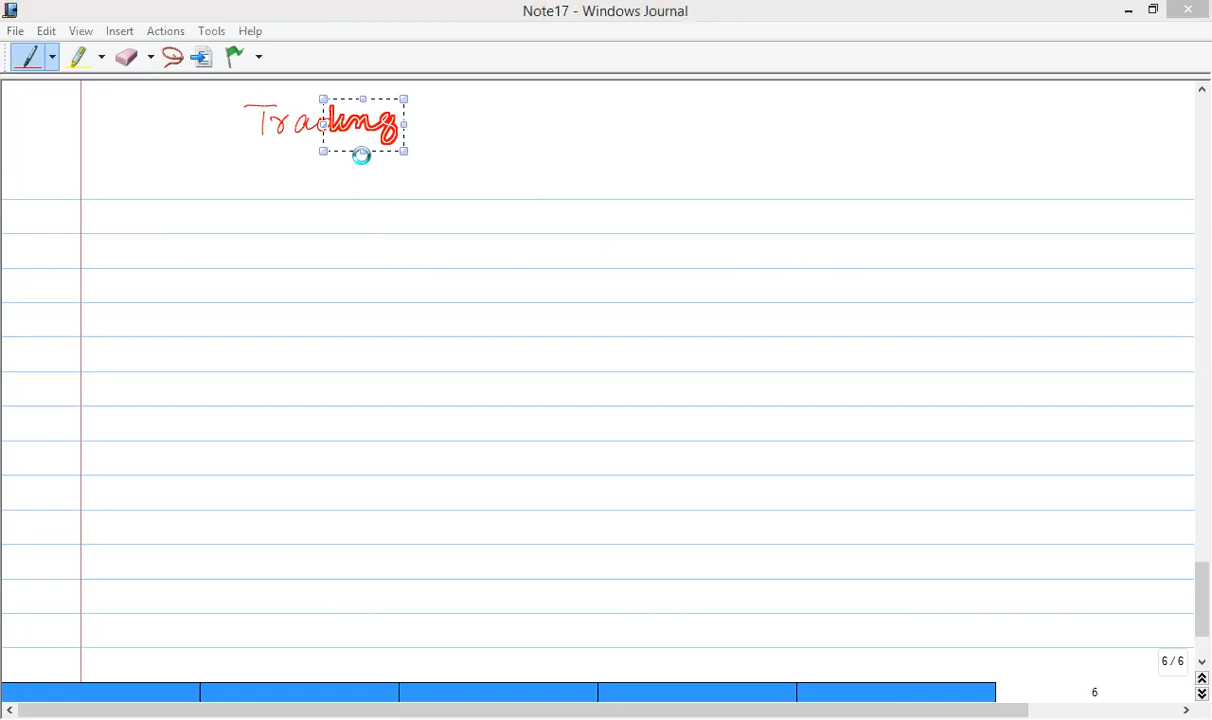 Note17 - Windows Journal
File Edit View Insert Actions Tools Help
Trading
6 / 6
6